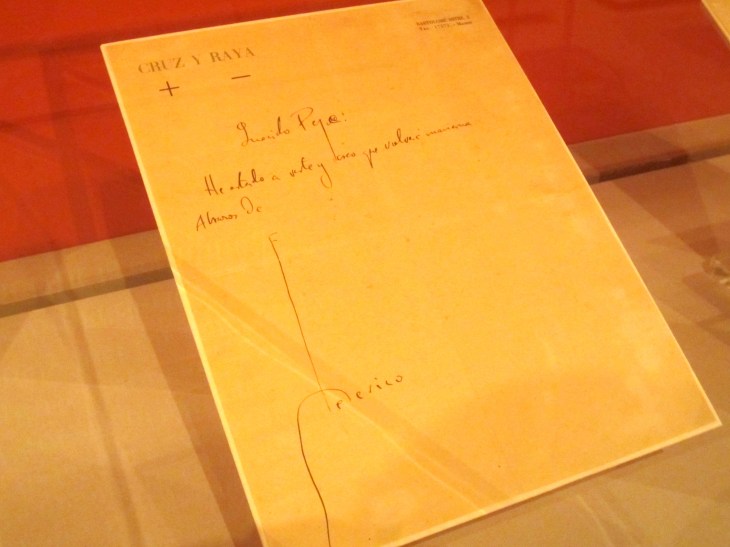 CRUZ Y RAYA
+ —
Querido Pepe:
He estado a verte y creo que volveré mañana
Abrazos De
Federico